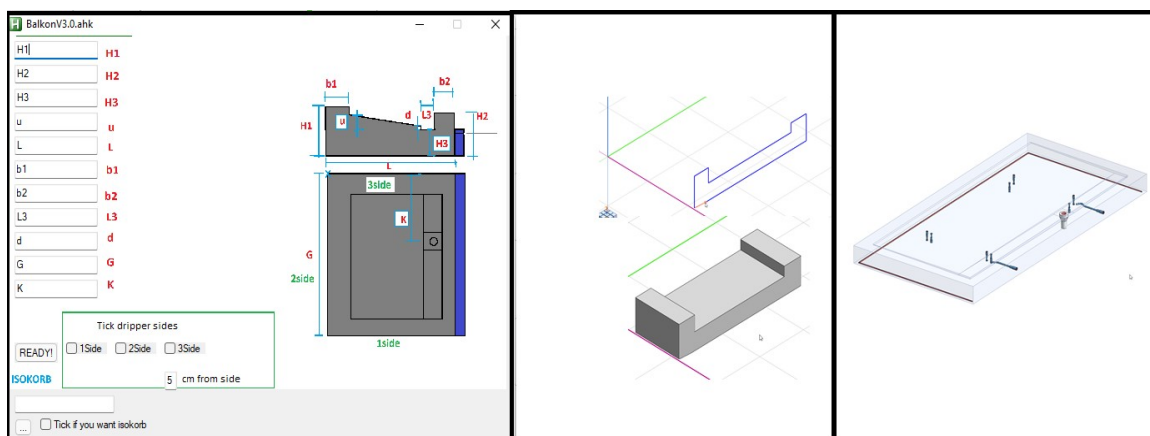 BalkonV3.0.ahk
H1 H1
H2 H2
H3 H3
u u
L L
b1 b1
b2 b2
L3 L3
d d
G G
K K
b1 b2
H1 u d L3 H2
H3
L
3side
K
G
2side
1side
Tick dripper sides
READY! 1Side 2Side 3Side
ISOKORB 5 cm from side
... Tick if you want isokorb